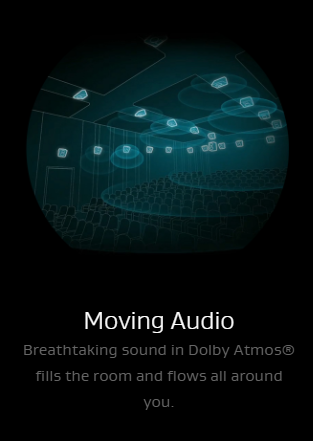 Moving Audio
Breathtaking sound in Dolby Atmos®
fills the room and flows all around
you.